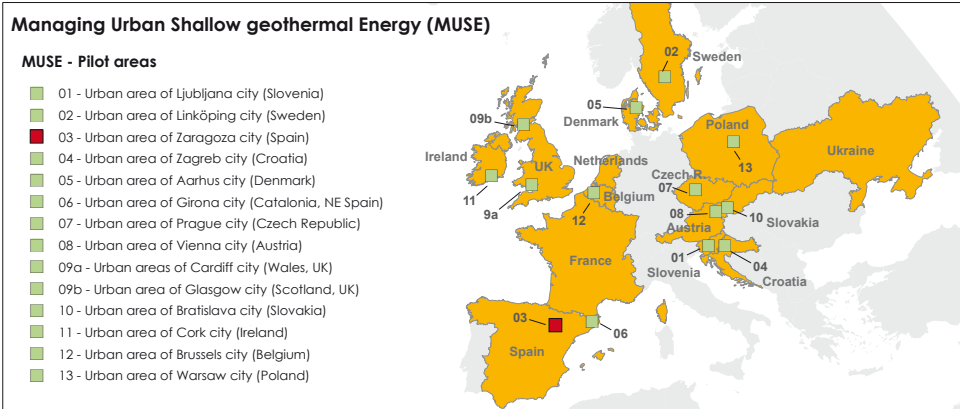 Managing Urban Shallow geothermal Energy (MUSE)
MUSE - Pilot areas
01 - Urban area of Ljubljana city (Slovenia)
02 - Urban area of Linköping city (Sweden)
03 - Urban area of Zaragoza city (Spain)
04 - Urban area of Zagreb city (Croatia)
05 - Urban area of Aarhus city (Denmark)
06 - Urban area of Girona city (Catalonia, NE Spain)
07 - Urban area of Prague city (Czech Republic)
08 - Urban area of Vienna city (Austria)
09a - Urban areas of Cardiff city (Wales, UK)
09b - Urban area of Glasgow city (Scotland, UK)
10 - Urban area of Bratislava city (Slovakia)
11 - Urban area of Cork city (Ireland)
12 - Urban area of Brussels city (Belgium)
13 - Urban area of Warsaw city (Poland)
02
Sweden
05
Denmark
09b
Poland
13
Ireland
UK
Netherlands
Ukraine
Czech R.
07
11
9a
Belgium
12
08
10
Slovakia
Austria
France
01
04
Slovenia
Croatia
03
06
Spain